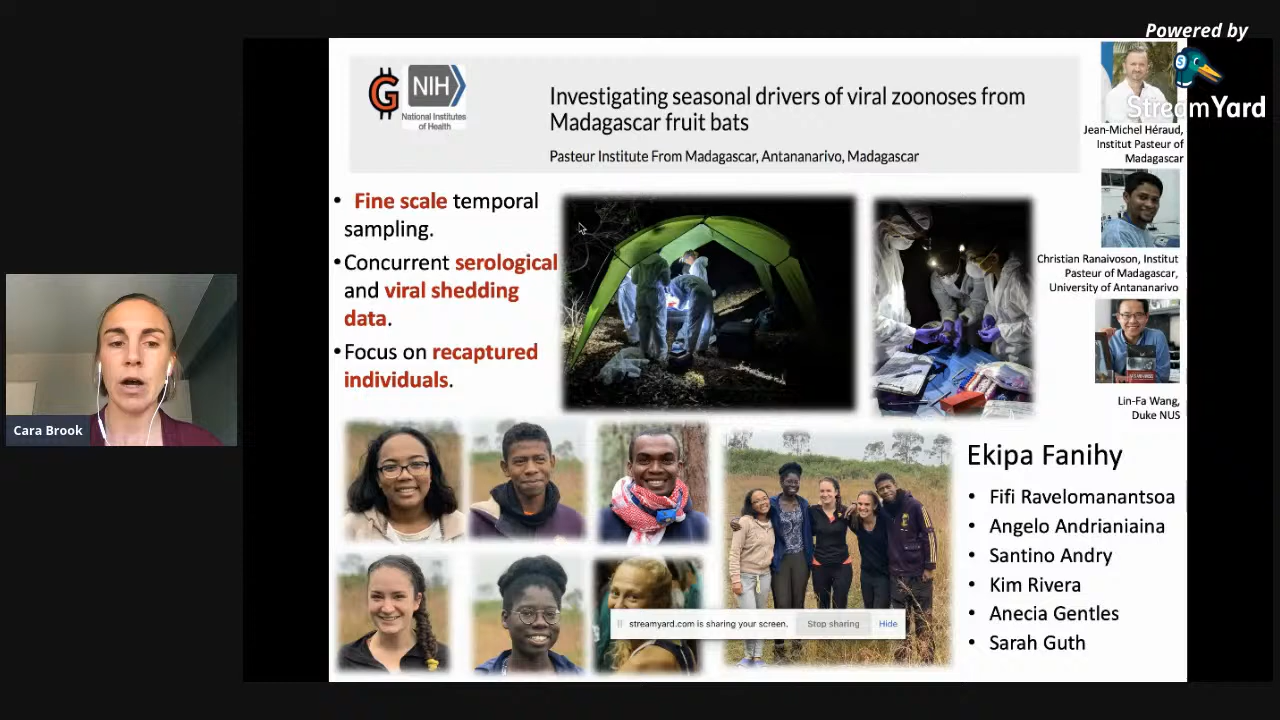 Powered by
StreamYard
NIH
National Institutes
of Health
Investigating seasonal drivers of viral zoonoses from
Madagascar fruit bats
Pasteur Institute From Madagascar, Antananarivo, Madagascar
Jean-Michel Héraud,
Institut Pasteur of
Madagascar
• Fine scale temporal
sampling.
• Concurrent serological
and viral shedding
data.
• Focus on recaptured
individuals.
Christian Ranaivoson, Institut
Pasteur of Madagascar,
University of Antananarivo
Lin-Fa Wang,
Duke NUS
Cara Brook
Ekipa Fanihy
• Fifi Ravelomanantsoa
• Angelo Andrianiaina
• Santino Andry
• Kim Rivera
• Anecia Gentles
• Sarah Guth
streamyard.com is sharing your screen.
Stop sharing
Hide